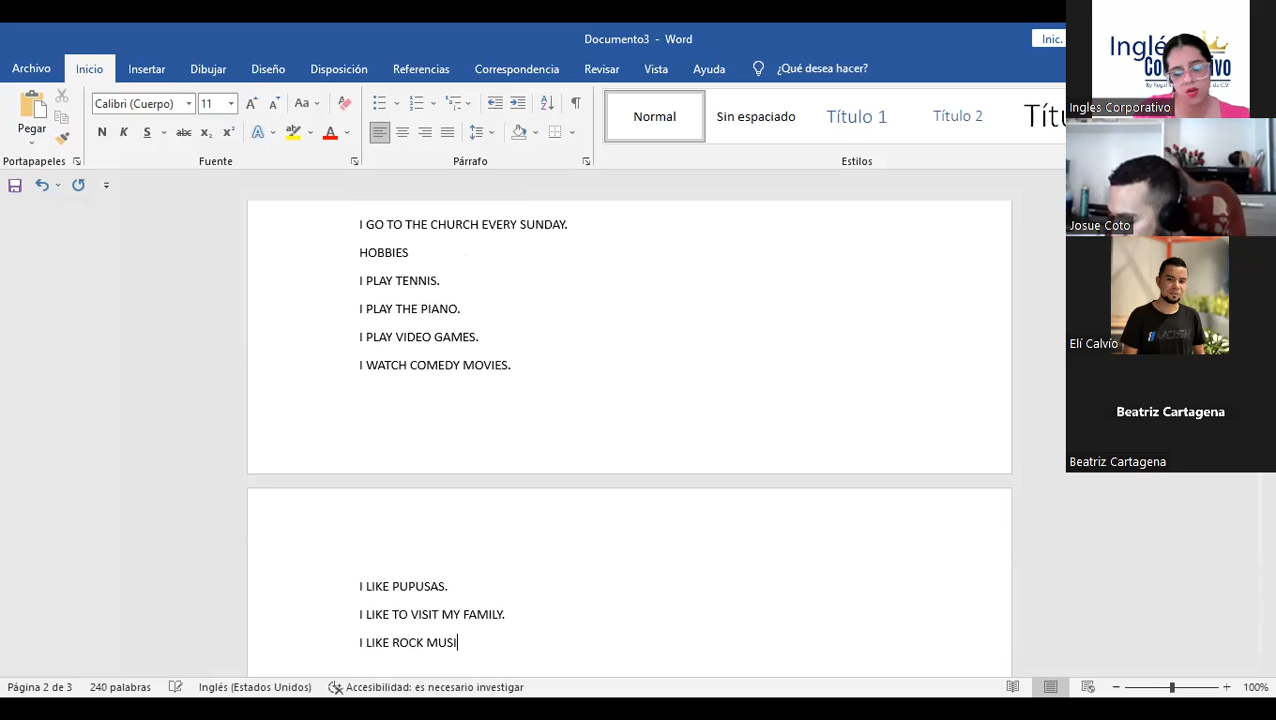 Documento3 - Word
Inic.
Archivo
Inicio
Insertar
Dibujar
Diseño
Disposición
Referencias
Correspondencia
Revisar
Vista
Ayuda
¿Qué desea hacer?
Pegar
Calibri (Cuerpo)
11
Normal
Sin espaciado
Título 1
Título 2
Portapapeles
Fuente
Párrafo
Estilos
I GO TO THE CHURCH EVERY SUNDAY.
HOBBIES
I PLAY TENNIS.
I PLAY THE PIANO.
I PLAY VIDEO GAMES.
I WATCH COMEDY MOVIES.
I LIKE PUPUSAS.
I LIKE TO VISIT MY FAMILY.
I LIKE ROCK MUSI
Página 2 de 3
240 palabras
Inglés (Estados Unidos)
Accesibilidad: es necesario investigar
100%
Ingles Corporativo
Josue Coto
Elí Calvío
Beatriz Cartagena
Beatriz Cartagena